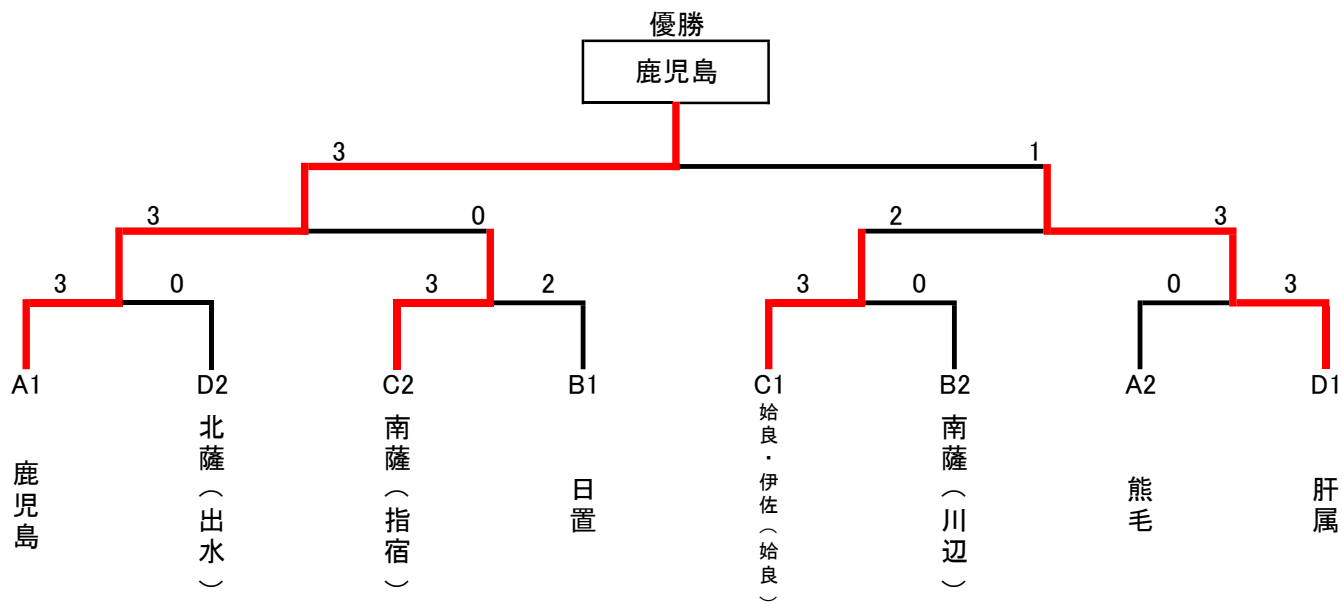 優勝
鹿児島
3 1
3 0 2 3
3 0 3 2 3 0 0 3
A1 D2 C2 B1 C1 B2 A2 D1
鹿児島
北薩(出水)
南薩(指宿)
日置
姶良・伊佐(姶良)
南薩(川辺)
熊毛
肝属